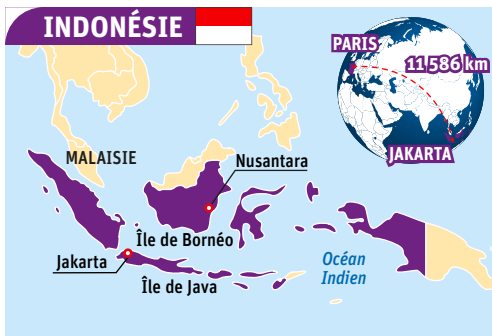 INDONÉSIE
PARIS
11 586 km
JAKARTA
MALAISIE
Nusantara
Île de Bornéo
Jakarta
Île de Java
Océan
Indien